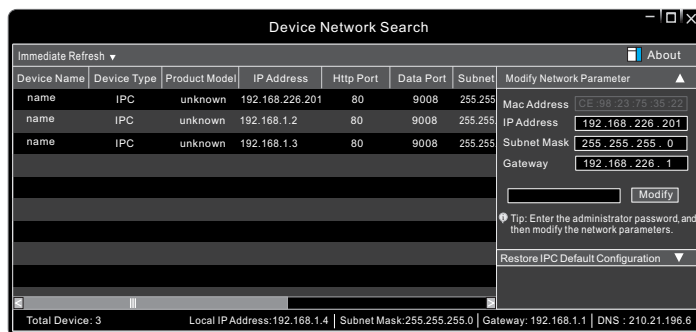 Device Network Search
Immediate Refresh ▼
About
Device Name Device Type Product Model IP Address Http Port Data Port Subnet
name IPC unknown 192.168.226.201 80 9008 255.255
name IPC unknown 192.168.1.2 80 9008 255.255.
name IPC unknown 192.168.1.3 80 9008 255.255
Modify Network Parameter ▲
Mac Address CE:98:23:75:35:22
IP Address 192.168.226.201
Subnet Mask 255.255.255.0
Gateway 192.168.226.1
Modify
Tip: Enter the administrator password, and
then modify the network parameters.
Restore IPC Default Configuration ▼
Total Device: 3 Local IP Address:192.168.1.4 Subnet Mask:255.255.255.0 Gateway: 192.168.1.1 DNS : 210.21.196.6